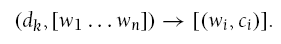 (d_k, [w_1 … w_n]) → [(w_i, c_i)].